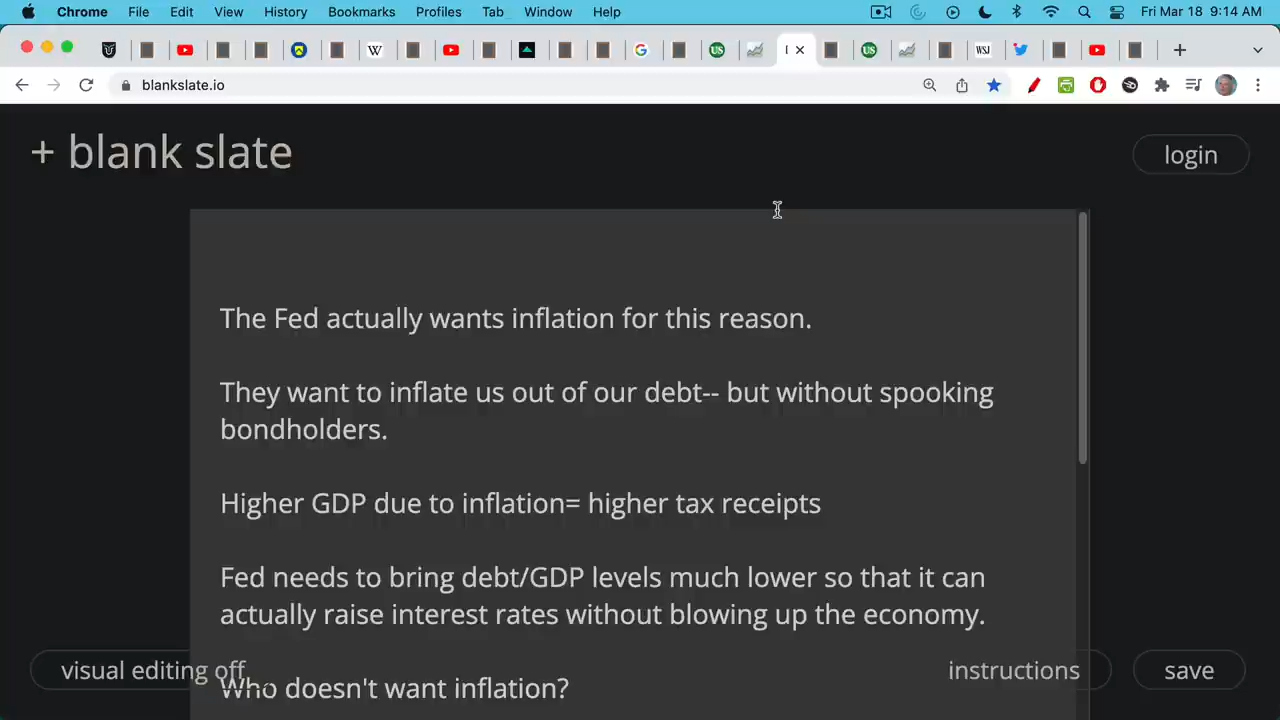 Chrome File Edit View History Bookmarks Profiles Tab Window Help Fri Mar 18 9:14 AM
W US US WSJ
blankslate.io
+ blank slate
login
The Fed actually wants inflation for this reason.
They want to inflate us out of our debt-- but without spooking
bondholders.
Higher GDP due to inflation= higher tax receipts
Fed needs to bring debt/GDP levels much lower so that it can
actually raise interest rates without blowing up the economy.
visual editing off
instructions
save
Who doesn't want inflation?